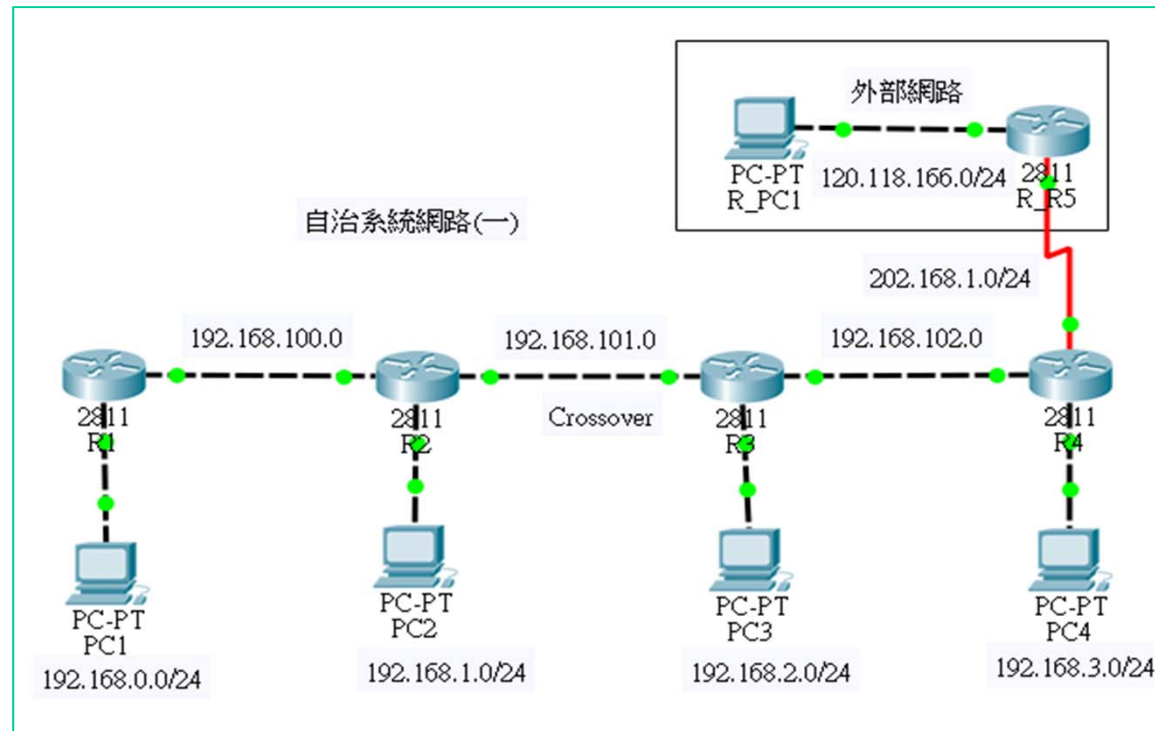 外部網路
PC-PT
R_PC1
120.118.166.0/24
2811
R_R5
自治系統網路(一)
202.168.1.0/24
192.168.100.0
192.168.101.0
192.168.102.0
2811
R1
2811
R2
Crossover
2811
R3
2811
R4
PC-PT
PC1
192.168.0.0/24
PC-PT
PC2
192.168.1.0/24
PC-PT
PC3
192.168.2.0/24
PC-PT
PC4
192.168.3.0/24